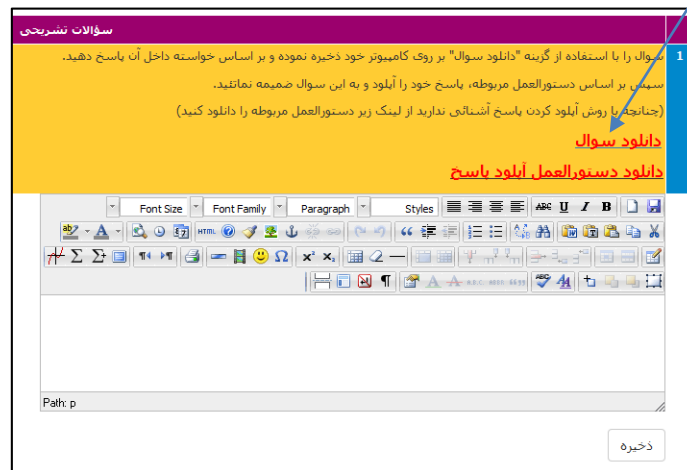 سؤالات تشریحی
1
سوال را با استفاده از گزینه "دانلود سوال" بر روی کامپیوتر خود ذخیره نموده و بر اساس خواسته داخل آن پاسخ دهید.
سپس بر اساس دستورالعمل مربوطه، پاسخ خود را آپلود و به این سوال ضمیمه نمائید.
(چنانچه با روش آپلود کردن پاسخ آشنائی ندارید از لینک زیر دستورالعمل مربوطه را دانلود کنید)
دانلود سوال
دانلود دستورالعمل آپلود پاسخ
Font Size Font Family Paragraph Styles ABC U I B
HTML
Path: p
ذخیره